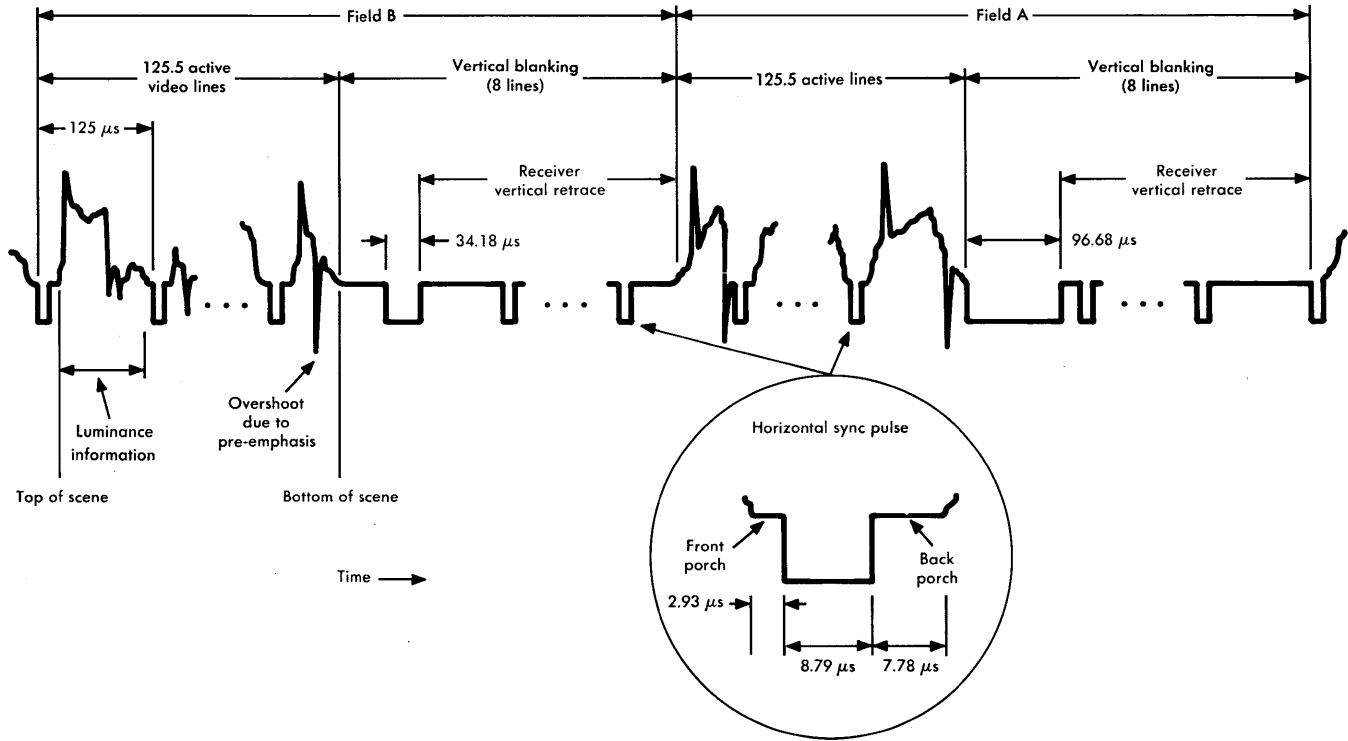 Field B
Field A
125.5 active
video lines
Vertical blanking
(8 lines)
125.5 active lines
Vertical blanking
(8 lines)
125 μs
Receiver
vertical retrace
Receiver
vertical retrace
34.18 μs
96.68 μs
Luminance
information
Overshoot
due to
pre-emphasis
Top of scene
Bottom of scene
Horizontal sync pulse
Front
porch
Back
porch
Time
2.93 μs
8.79 μs
7.78 μs